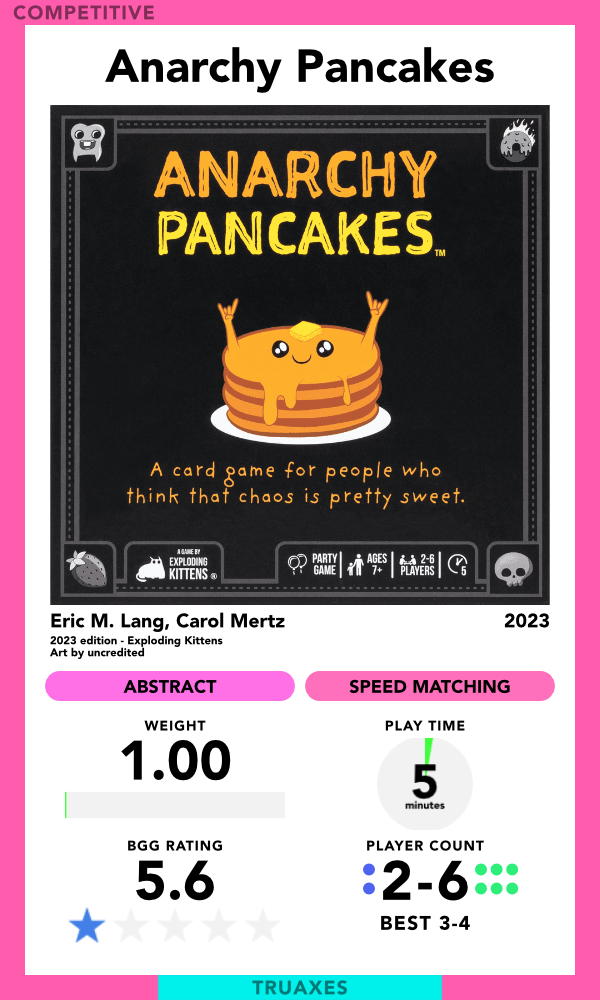 COMPETITIVE
Anarchy Pancakes
ANARCHY
PANCAKES™
A card game for people who
think that chaos is pretty sweet.
A GAME BY
EXPLODING
KITTENS ®
PARTY
GAME
AGES
7+
2-6
PLAYERS
5
Eric M. Lang, Carol Mertz
2023
2023 edition - Exploding Kittens
Art by uncredited
ABSTRACT
SPEED MATCHING
WEIGHT
1.00
PLAY TIME
5
minutes
BGG RATING
5.6
PLAYER COUNT
2-6
BEST 3-4
TRUAXES